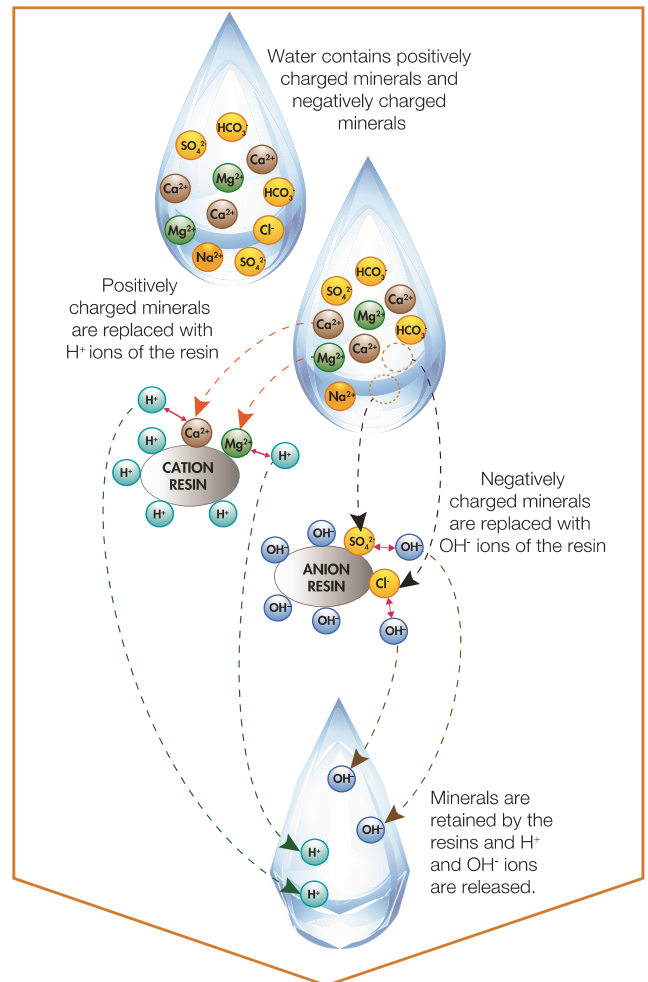 Water contains positively
charged minerals and
negatively charged
minerals
HCO₃⁻
SO₄²⁻
Ca²⁺
Mg²⁺
Ca²⁺
HCO₃⁻
Ca²⁺
Mg²⁺
Cl⁻
Na²⁺
SO₄²⁻
Positively
charged minerals
are replaced with
H⁺ ions of the resin
HCO₃⁻
SO₄²⁻
Ca²⁺
Mg²⁺
Ca²⁺
HCO₃⁻
Ca²⁺
Mg²⁺
Na²⁺
H⁺
Ca²⁺
Mg²⁺
H⁺
H⁺
H⁺
H⁺
H⁺
CATION
RESIN
Negatively
charged minerals
are replaced with
OH⁻ ions of the resin
OH⁻
SO₄²⁻
OH⁻
OH⁻
ANION
RESIN
Cl⁻
OH⁻
OH⁻
OH⁻
OH⁻
OH⁻
H⁺
H⁺
Minerals are
retained by the
resins and H⁺
and OH⁻ ions
are released.